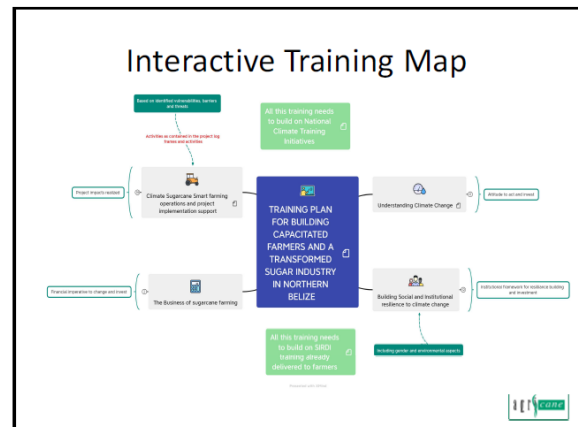 Interactive Training Map
Based on identified vulnerabilities, barriers
and threats
All this training needs
to build on National
Climate Training
Initiatives
Activities as contained in the project log
frames and activities
Project impacts realised
Climate Sugarcane Smart farming
operations and project
implementation support
TRAINING PLAN
FOR BUILDING
CAPACITATED
FARMERS AND A
TRANSFORMED
SUGAR INDUSTRY
IN NORTHERN
BELIZE
Understanding Climate Change
Attitude to act and invest
Financial imperative to change and invest
The Business of sugarcane farming
Building Social and Institutional
resilience to climate change
Institutional framework for resilience building
and investment
All this training needs
to build on SIRDI
training already
delivered to farmers
Including gender and environmental aspects